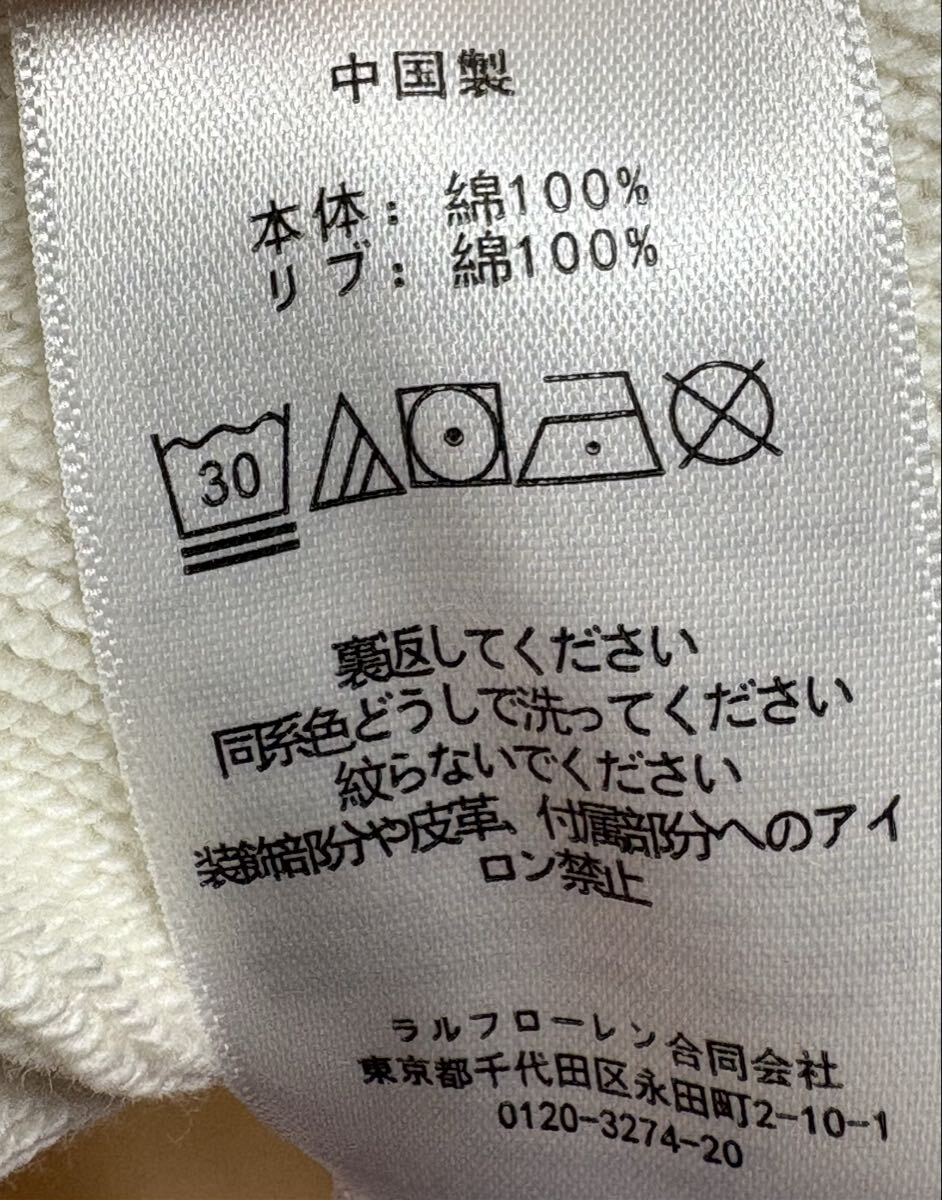 中国製
本体: 綿100%
リブ: 綿100%
30
裏返してください
同系色どうしで洗ってください
絞らないでください
装飾部分や皮革、付属部分へのアイ
ロン禁止
ラルフローレン合同会社
東京都千代田区永田町2-10-1
0120-3274-20